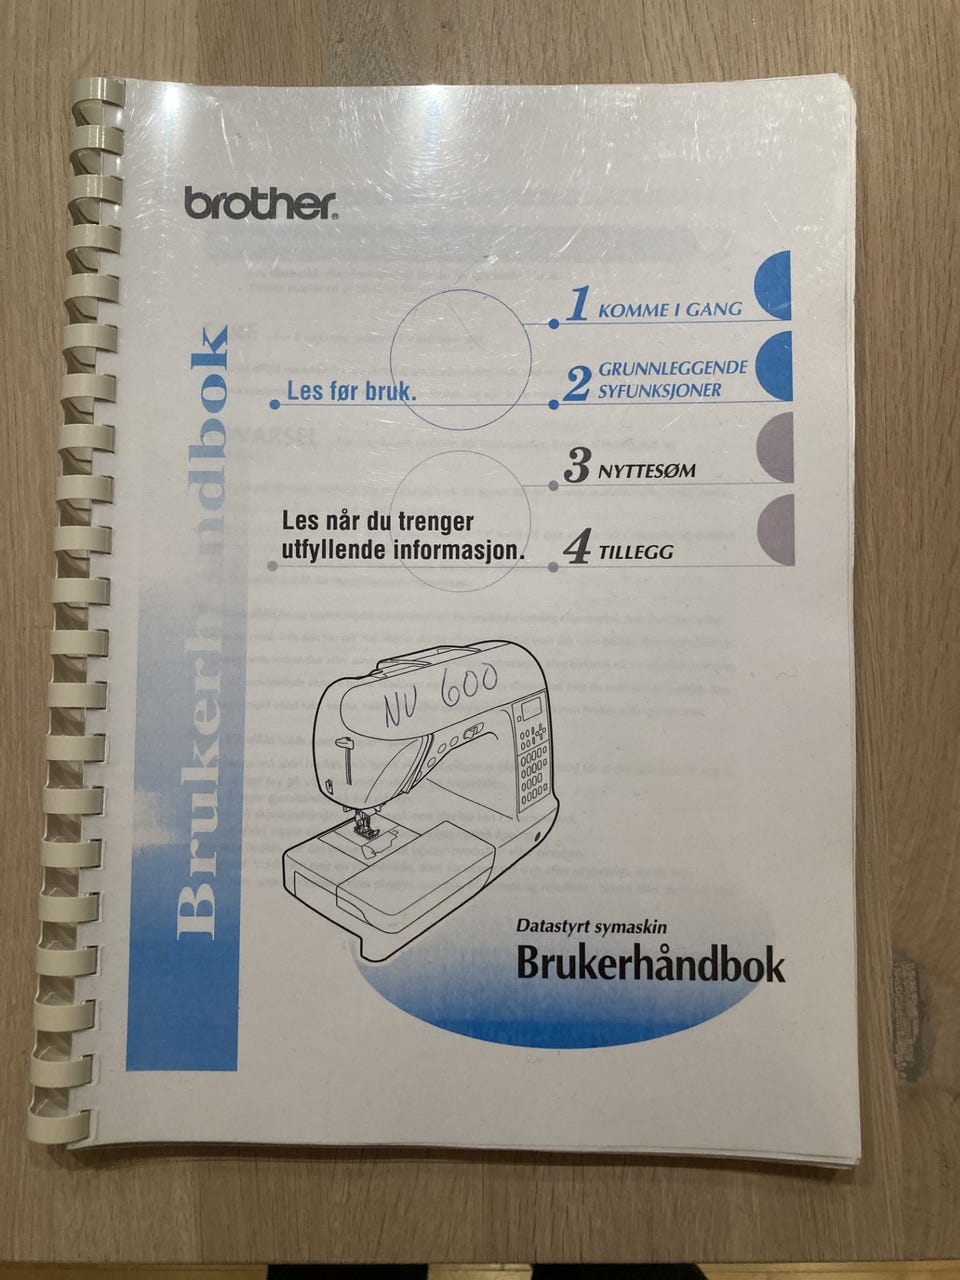 brother®
1 KOMME I GANG
Les før bruk.
2 GRUNNLEGGENDE
SYFUNKSJONER
3 NYTTESØM
Les når du trenger
utfyllende informasjon.
4 TILLEGG
Brukerhåndbok
NV 600
Datastyrt symaskin
Brukerhåndbok